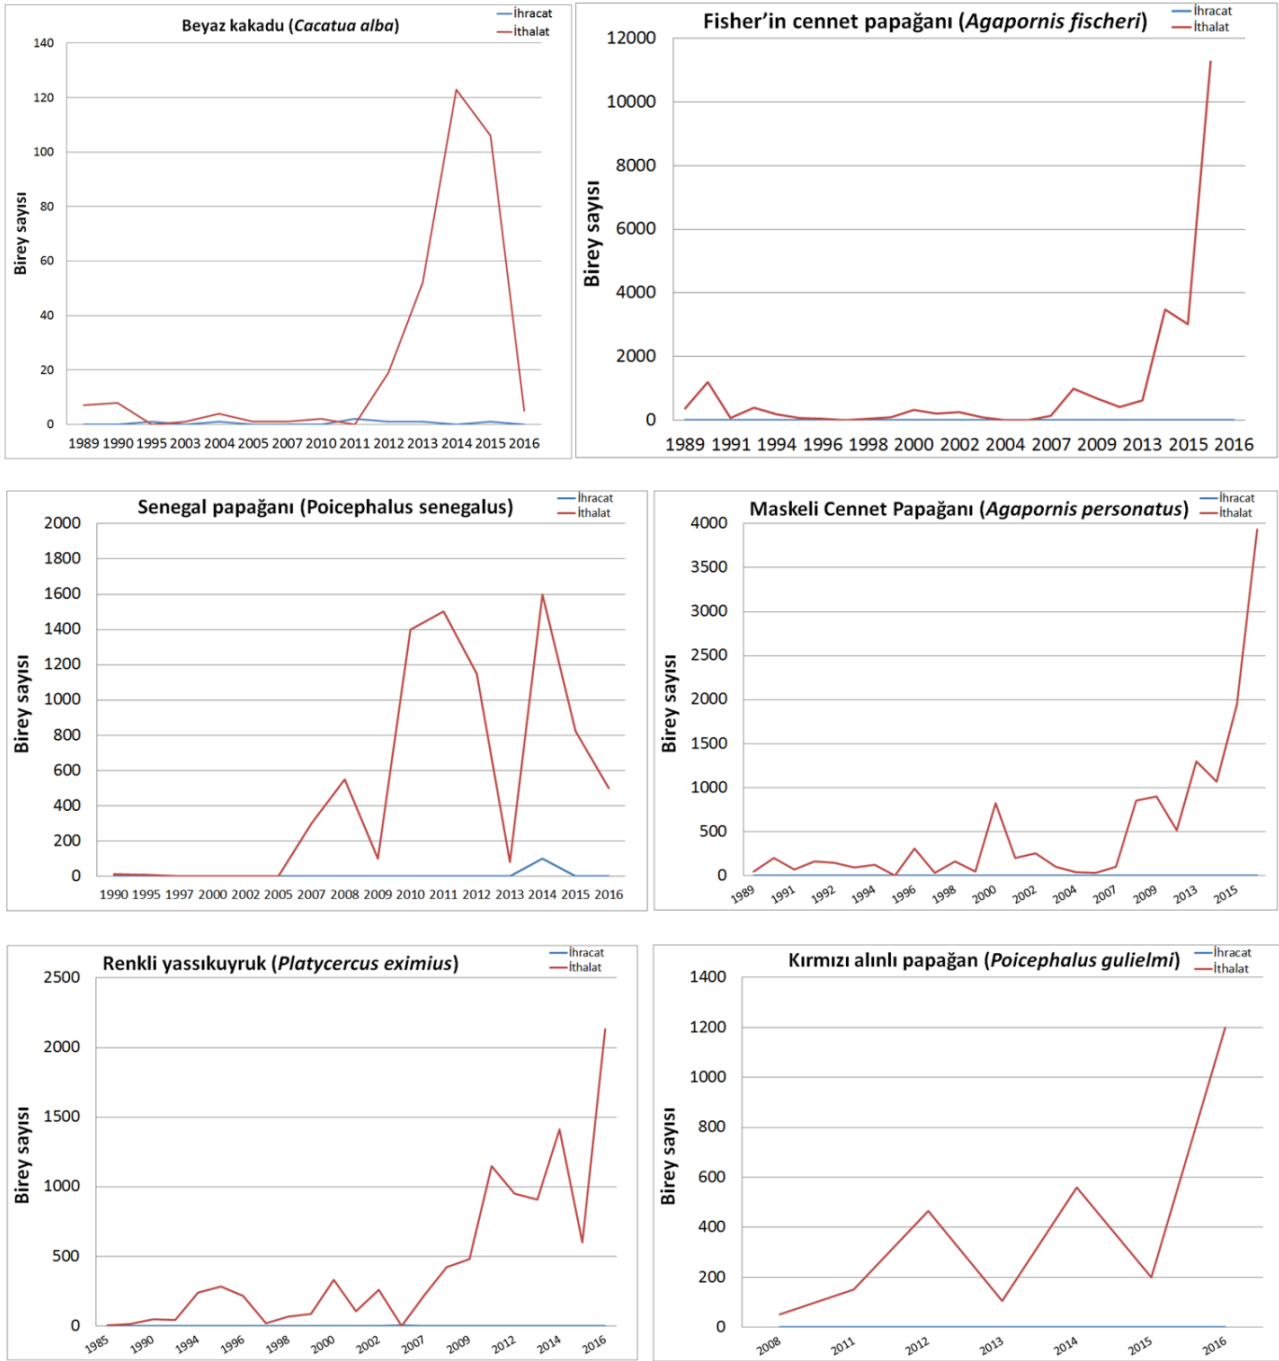 Beyaz kakadu (Cacatua alba)
İhracat
İthalat
Birey sayısı
140
120
100
80
60
40
20
0
1989 1990 1995 2003 2004 2005 2007 2010 2011 2012 2013 2014 2015 2016
Fisher’in cennet papağanı (Agapornis fischeri)
İhracat
İthalat
Birey sayısı
12000
10000
8000
6000
4000
2000
0
1989 1991 1994 1996 1998 2000 2002 2004 2007 2009 2013 2015 2016
Senegal papağanı (Poicephalus senegalus)
İhracat
İthalat
Birey sayısı
2000
1800
1600
1400
1200
1000
800
600
400
200
0
1990 1995 1997 2000 2002 2005 2007 2008 2009 2010 2011 2012 2013 2014 2015 2016
Maskeli Cennet Papağanı (Agapornis personatus)
İhracat
İthalat
Birey sayısı
4000
3500
3000
2500
2000
1500
1000
500
0
1989 1991 1992 1994 1996 1998 2000 2002 2004 2007 2009 2013 2015
Renkli yassıkuyruk (Platycercus eximius)
İhracat
İthalat
Birey sayısı
2500
2000
1500
1000
500
0
1985 1990 1994 1996 1998 2000 2002 2007 2009 2012 2014 2016
Kırmızı alınlı papağan (Poicephalus gulielmi)
İhracat
İthalat
Birey sayısı
1400
1200
1000
800
600
400
200
0
2008 2011 2012 2013 2014 2015 2016